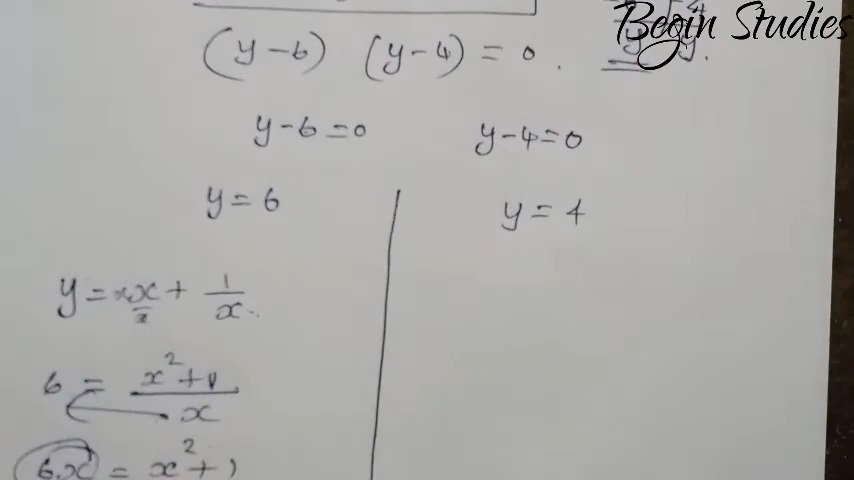 Begin Studies
(y-6) (y-4) = 0.
y-6=0
y-4=0
y = 6
y = 4
y = x + 1/x
6 = x²+1/x
6x = x²+1